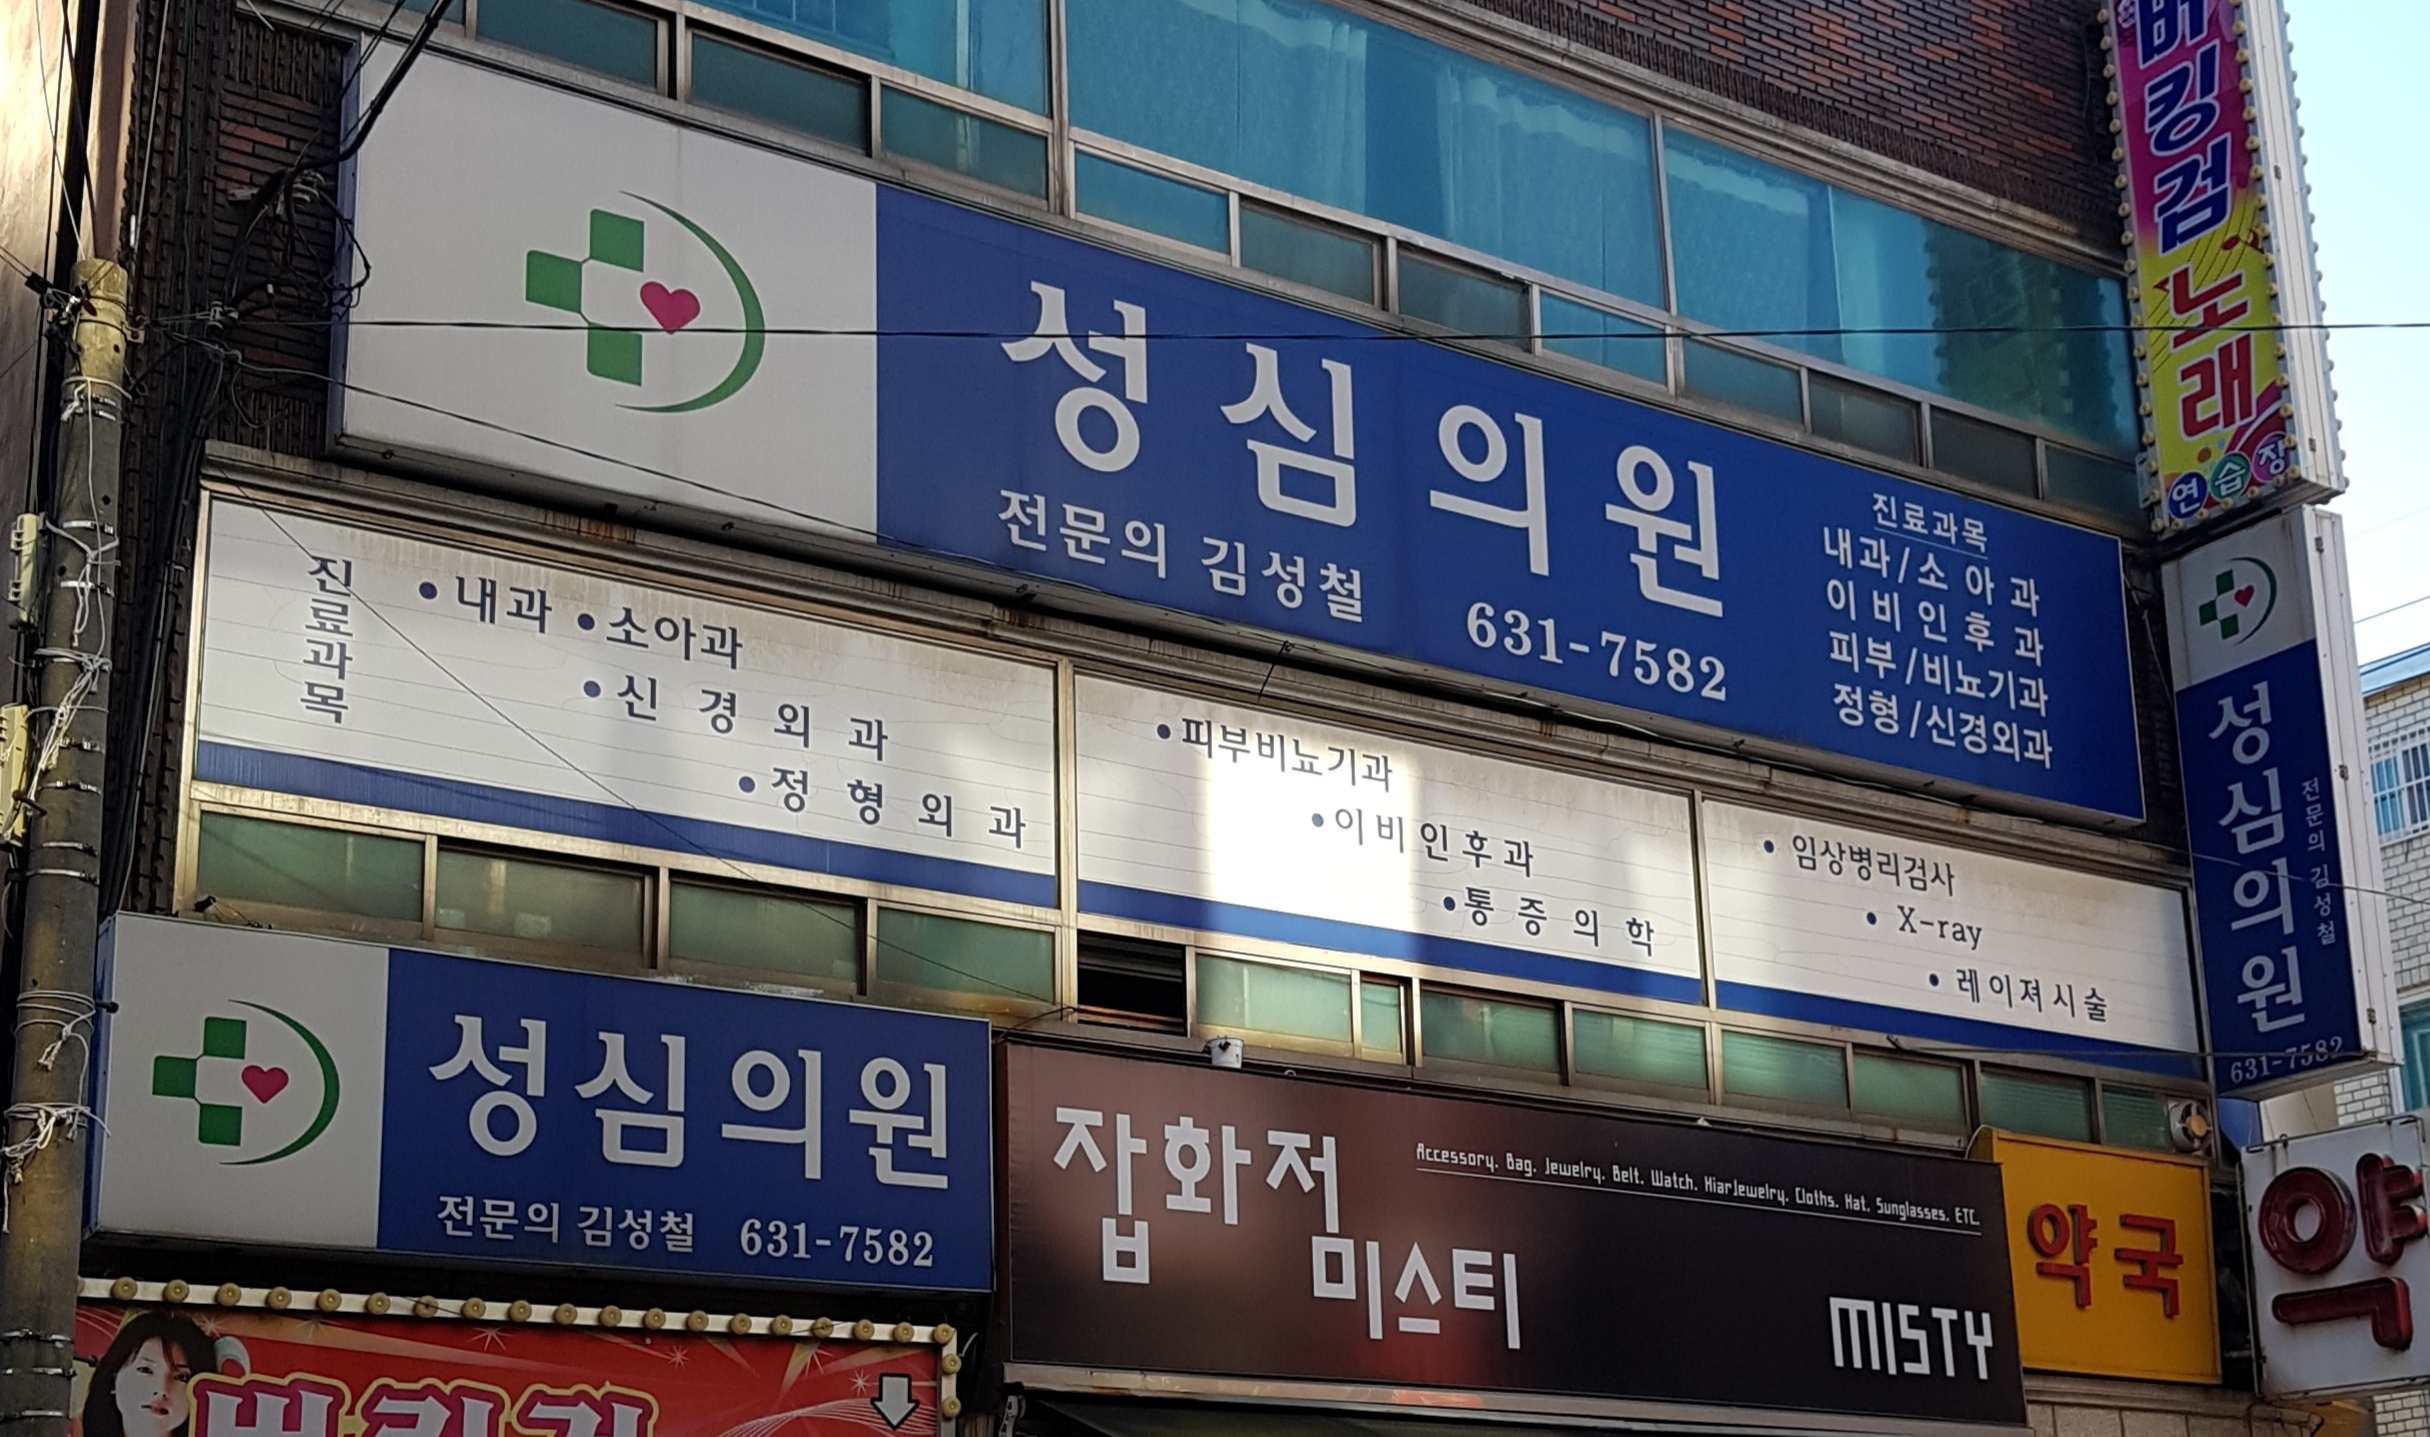 성심의원
전문의 김성철
631-7582
진료과목
내과/소아과
이비인후과
피부/비뇨기과
정형/신경외과
버킹검
노래
연습장
진료과목
•내과 •소아과
•신경외과
•정형외과
•피부비뇨기과
•이비인후과
•통증의학
• 임상병리검사
• X-ray
• 레이져시술
성심의원
전문의 김성철
631-7582
성심의원
전문의 김성철 631-7582
잡화점
미스티
Accessory. Bag. Jewelry. Belt. Watch. HiarJewelry. Cloths. Hat. Sunglasses. ETC.
MISTY
약국
약